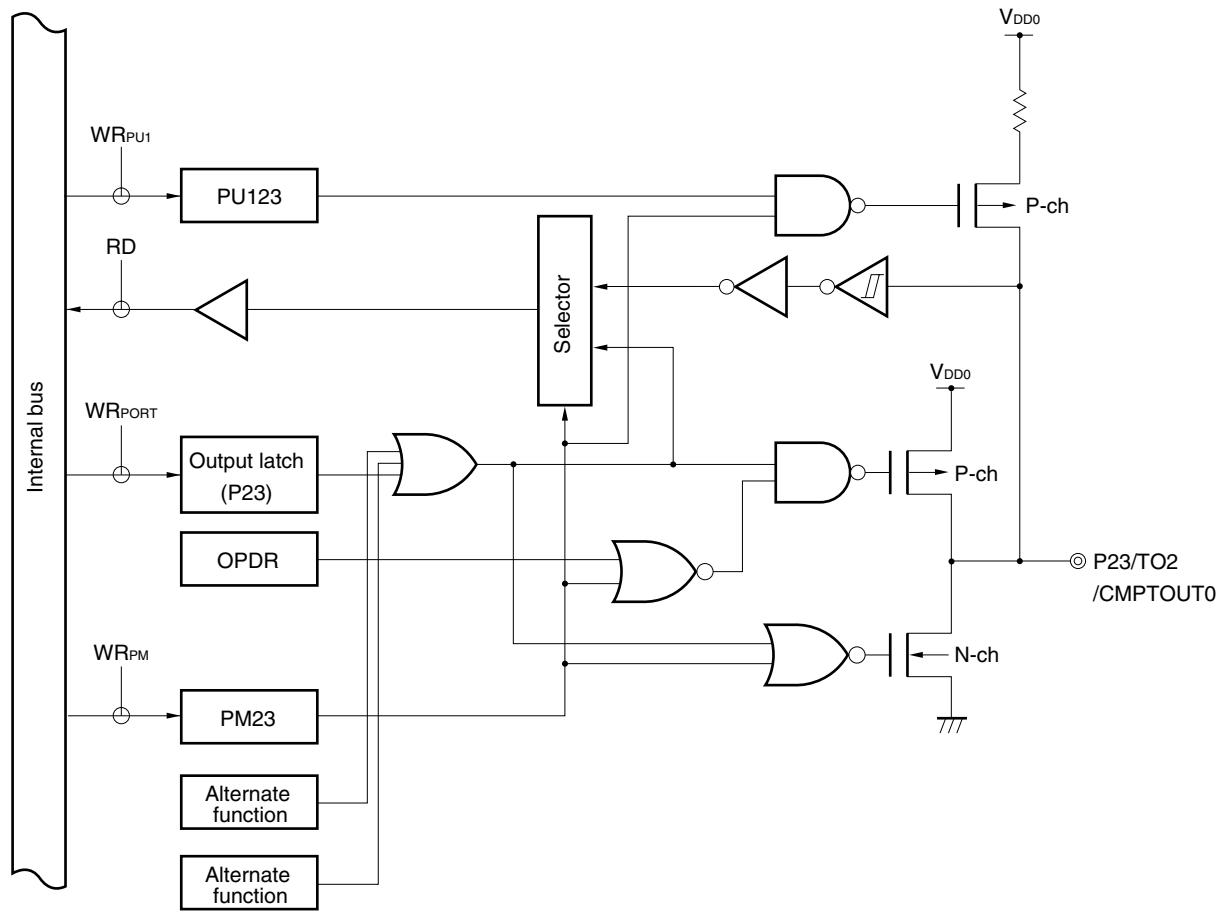 VDD0
WRPU1
PU123
P-ch
RD
Selector
Internal bus
VDD0
WRPORT
Output latch
(P23)
P-ch
OPDR
P23/TO2
/CMPTOUT0
WRPM
N-ch
PM23
Alternate
function
Alternate
function